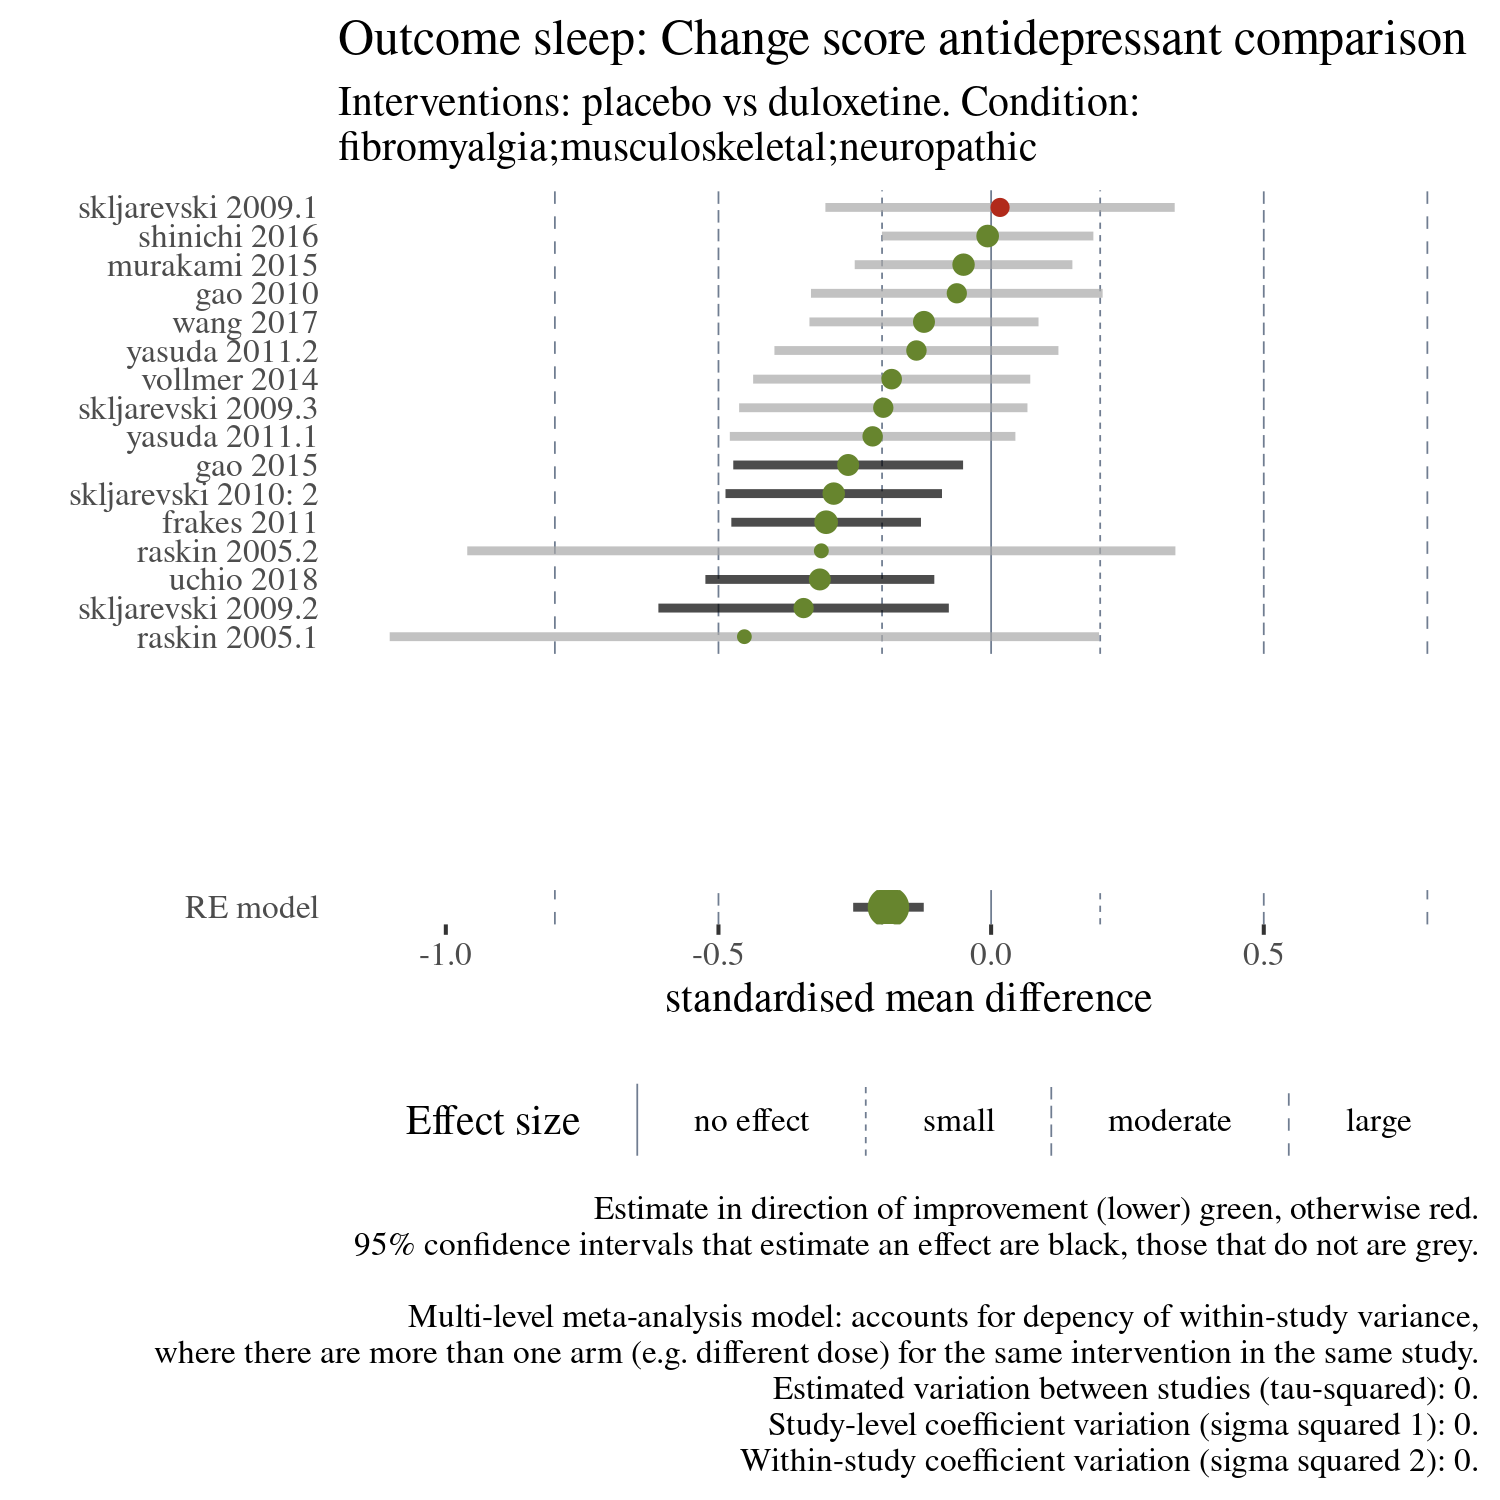 Outcome sleep: Change score antidepressant comparison
Interventions: placebo vs duloxetine. Condition:
fibromyalgia;musculoskeletal;neuropathic
skljarevski 2009.1
shinichi 2016
murakami 2015
gao 2010
wang 2017
yasuda 2011.2
vollmer 2014
skljarevski 2009.3
yasuda 2011.1
gao 2015
skljarevski 2010: 2
frakes 2011
raskin 2005.2
uchio 2018
skljarevski 2009.2
raskin 2005.1
RE model
-1.0 -0.5 0.0 0.5
standardised mean difference
Effect size no effect small moderate large
Estimate in direction of improvement (lower) green, otherwise red.
95% confidence intervals that estimate an effect are black, those that do not are grey.
Multi-level meta-analysis model: accounts for depency of within-study variance,
where there are more than one arm (e.g. different dose) for the same intervention in the same study.
Estimated variation between studies (tau-squared): 0.
Study-level coefficient variation (sigma squared 1): 0.
Within-study coefficient variation (sigma squared 2): 0.